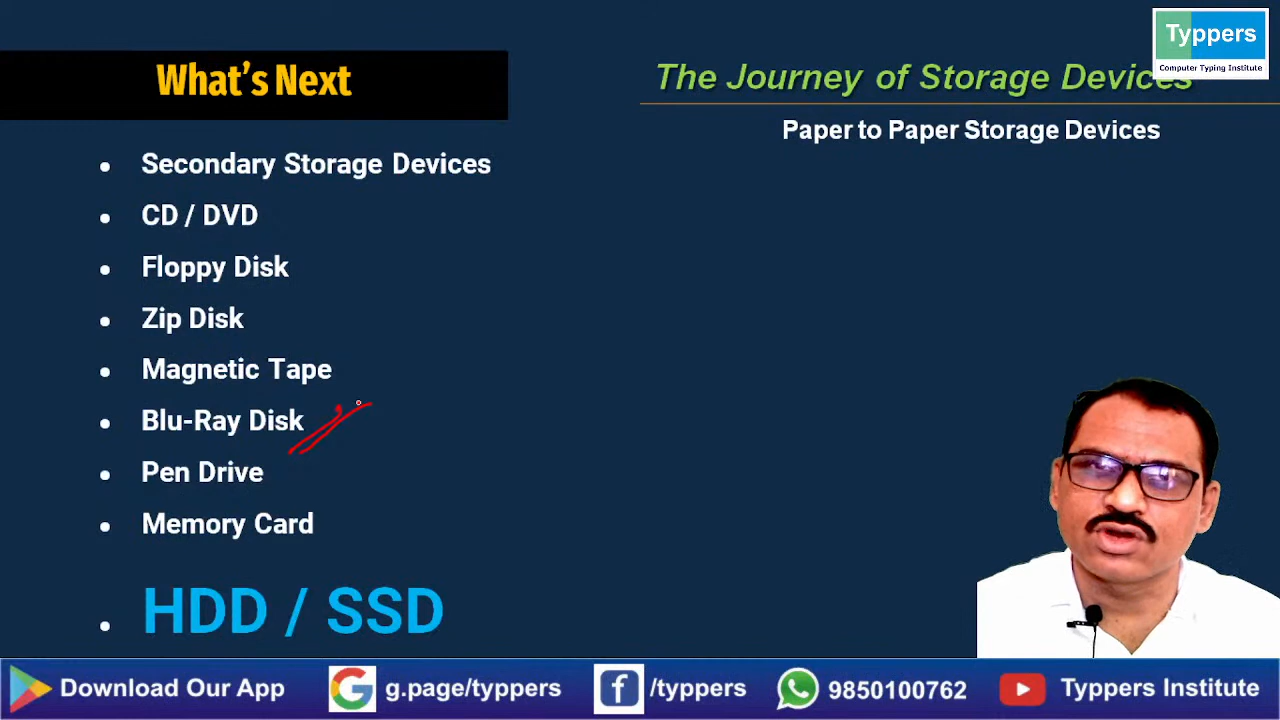 Typpers
Computer Typing Institute
What's Next
The Journey of Storage Devices
Paper to Paper Storage Devices
• Secondary Storage Devices
• CD / DVD
• Floppy Disk
• Zip Disk
• Magnetic Tape
• Blu-Ray Disk
• Pen Drive
• Memory Card
• HDD / SSD
Download Our App
g.page/typpers
/typpers
9850100762
Typpers Institute